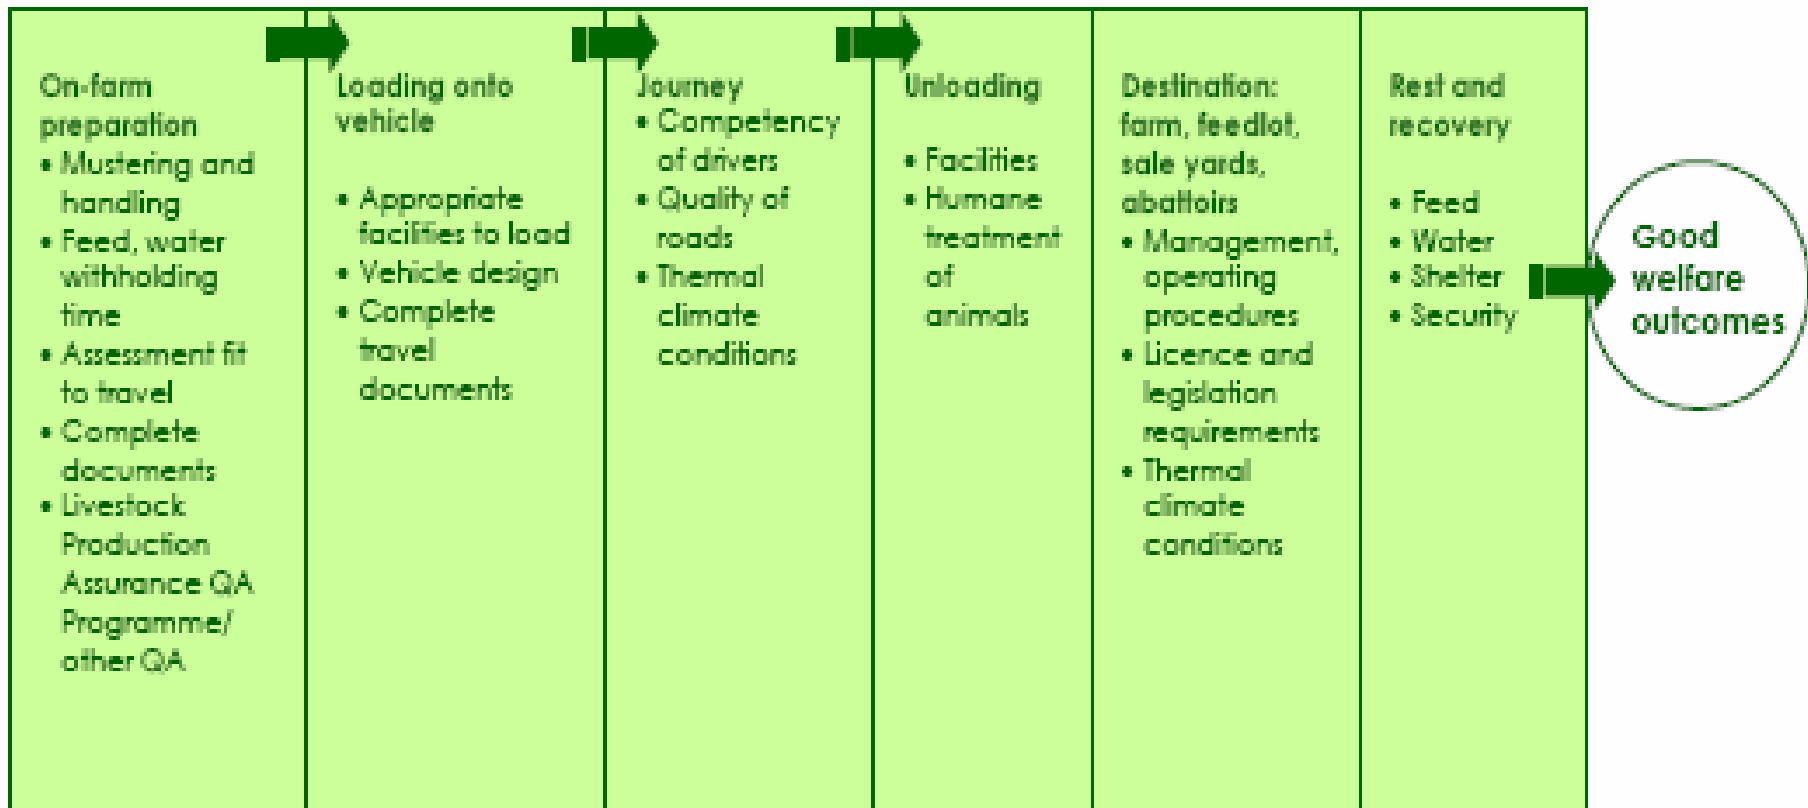 On-farm
preparation
• Mustering and
handling
• Feed, water
withholding
time
• Assessment fit
to travel
• Complete
documents
• Livestock
Production
Assurance QA
Programme/
other QA
Loading onto
vehicle
• Appropriate
facilities to load
• Vehicle design
• Complete
travel
documents
Journey
• Competency
of drivers
• Quality of
roads
• Thermal
climate
conditions
Unloading
• Facilities
• Humane
treatment
of
animals
Destination:
farm, feedlot,
sale yards,
abattoirs
• Management,
operating
procedures
• Licence and
legislation
requirements
• Thermal
climate
conditions
Rest and
recovery
• Feed
• Water
• Shelter
• Security
Good
welfare
outcomes